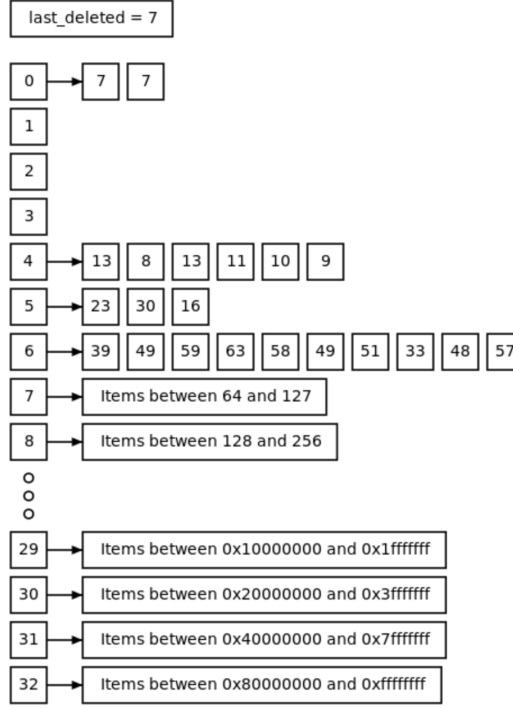 last_deleted = 7
0 7 7
1
2
3
4 13 8 13 11 10 9
5 23 30 16
6 39 49 59 63 58 49 51 33 48 57
7 Items between 64 and 127
8 Items between 128 and 256
29 Items between 0x10000000 and 0x1fffffff
30 Items between 0x20000000 and 0x3fffffff
31 Items between 0x40000000 and 0x7fffffff
32 Items between 0x80000000 and 0xffffffff